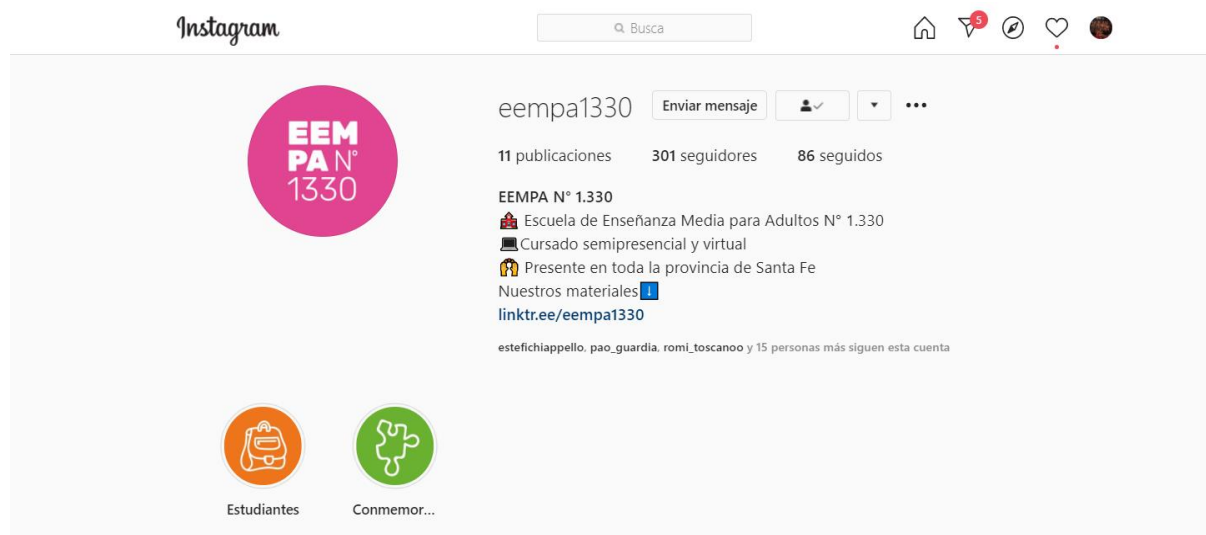 Instagram
Busca
5
EEM
PA N°
1330
eempa1330 Enviar mensaje
11 publicaciones 301 seguidores 86 seguidos
EEMPA N° 1.330
Escuela de Enseñanza Media para Adultos N° 1.330
Cursado semipresencial y virtual
Presente en toda la provincia de Santa Fe
Nuestros materiales
linktr.ee/eempa1330
estefichiappello, pao_guardia, romi_toscanoo y 15 personas más siguen esta cuenta
Estudiantes Conmemor...